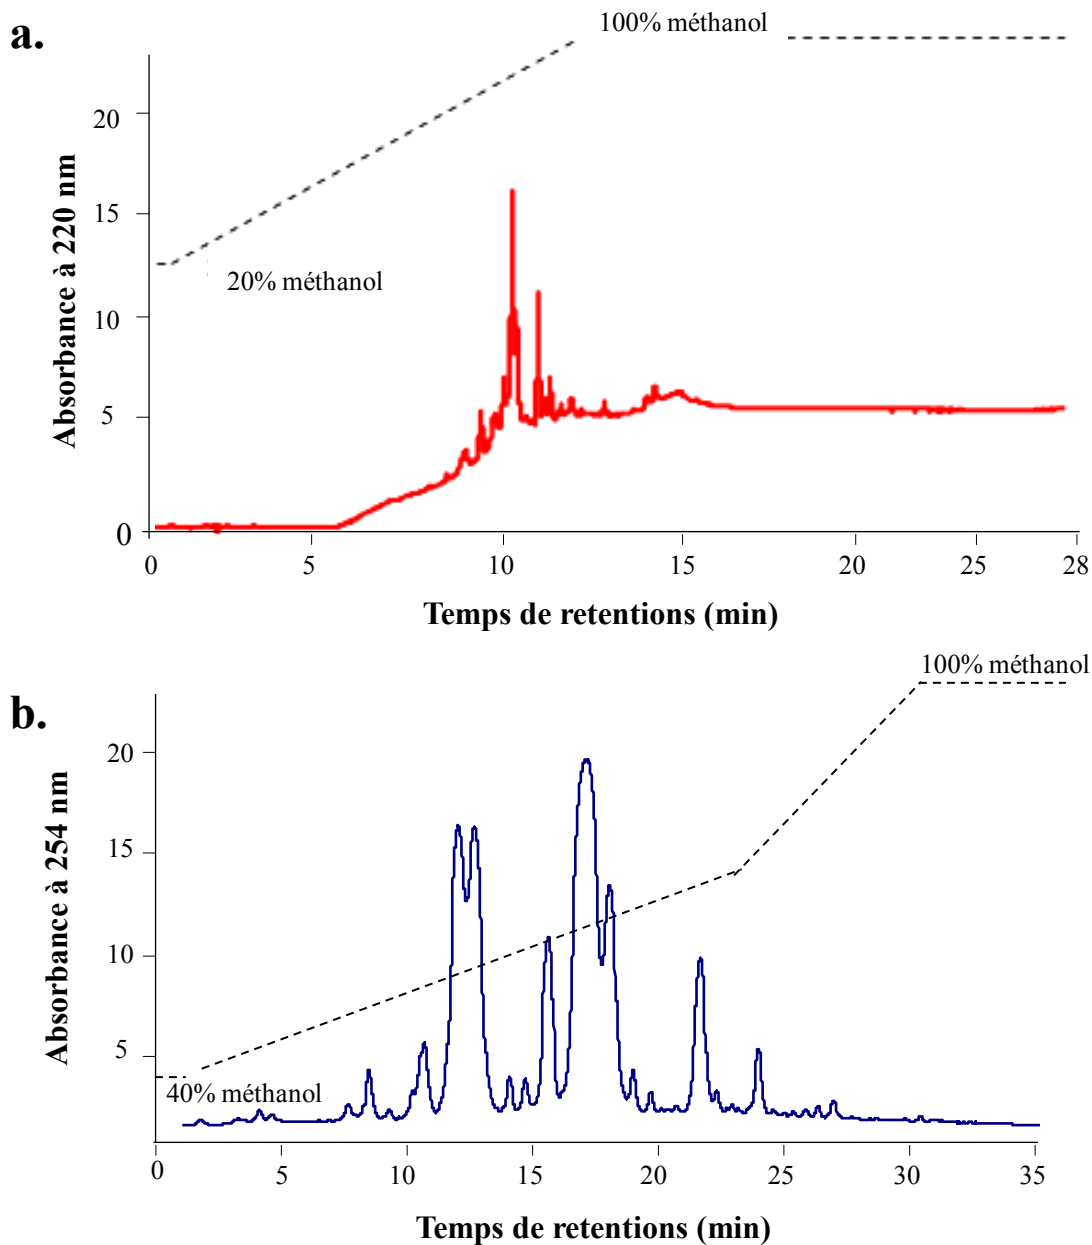 a.
100% méthanol
20
15
10
5
0
Absorbance à 220 nm
20% méthanol
0 5 10 15 20 25 28
Temps de retentions (min)
100% méthanol
b.
20
15
10
5
Absorbance à 254 nm
40% méthanol
0 5 10 15 20 25 30 35
Temps de retentions (min)